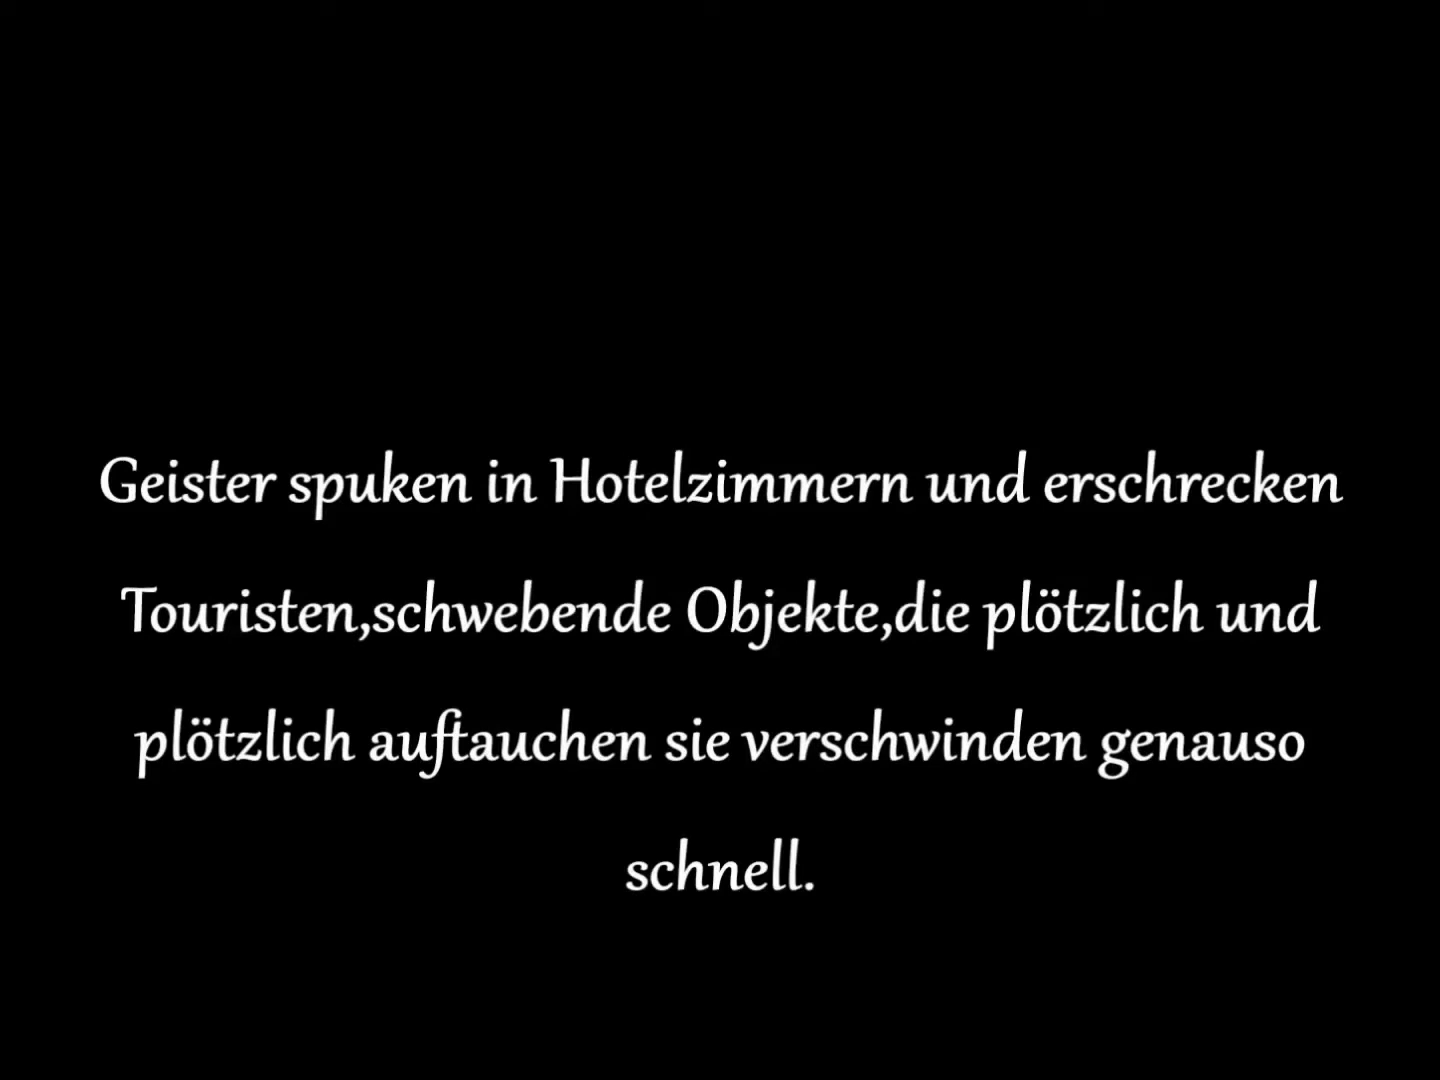 Geister spuken in Hotelzimmern und erschrecken
Touristen,schwebende Objekte,die plötzlich und
plötzlich auftauchen sie verschwinden genauso
schnell.